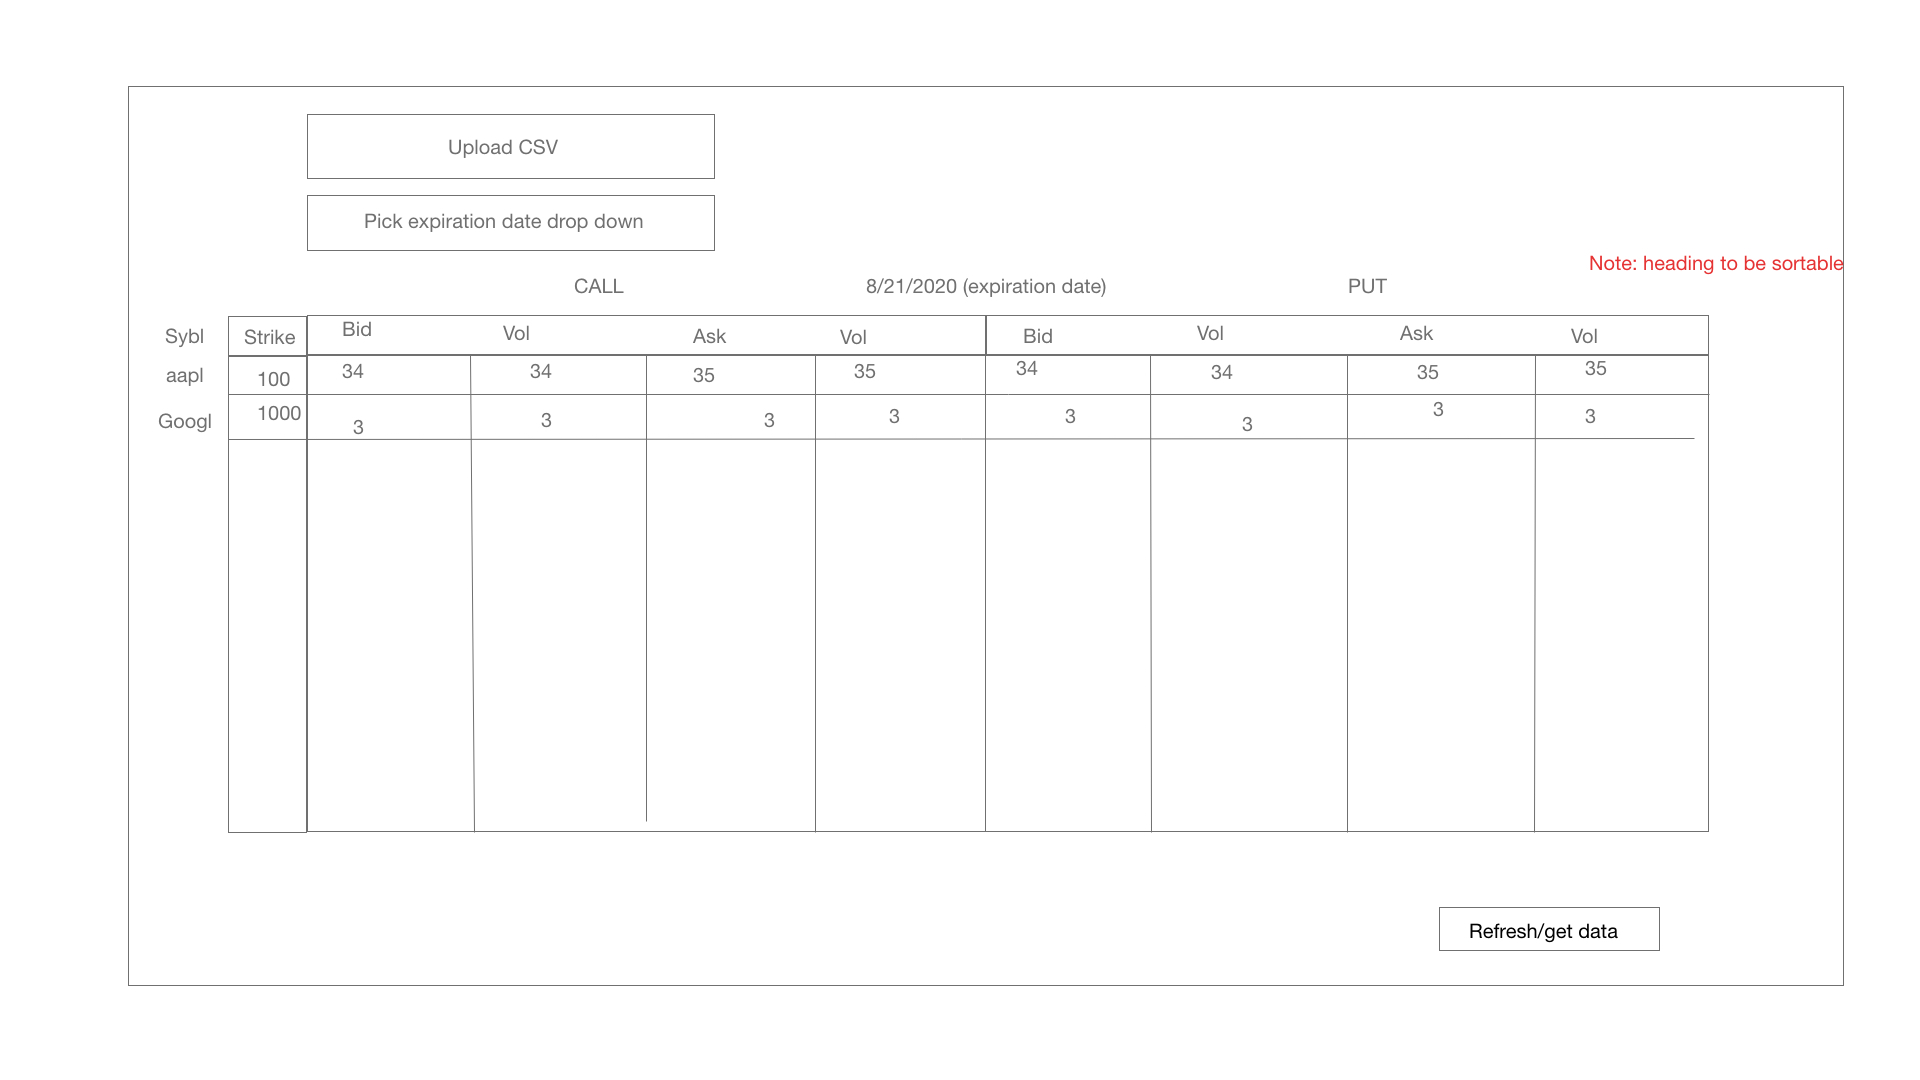 Upload CSV
Pick expiration date drop down
Note: heading to be sortable
CALL 8/21/2020 (expiration date) PUT
Sybl Strike Bid Vol Ask Vol Bid Vol Ask Vol
aapl 100 34 34 35 35 34 34 35 35
Googl 1000 3 3 3 3 3 3 3 3
Refresh/get data